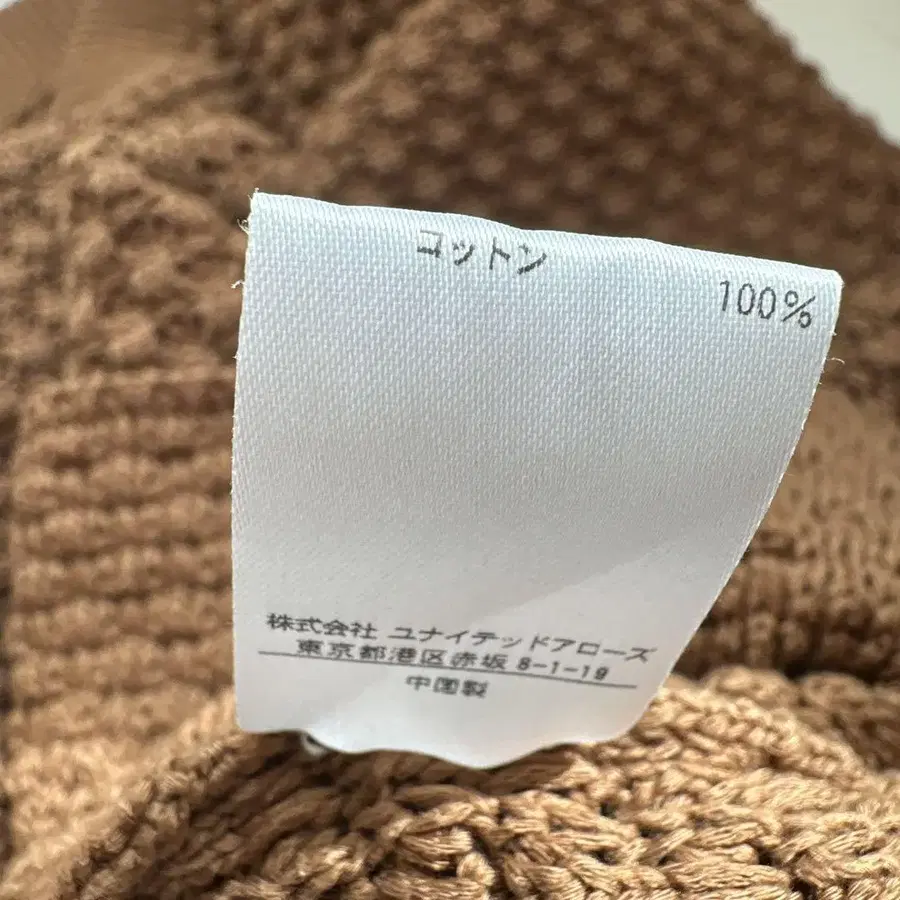 コットン
100%
株式会社 ユナイテッドアローズ
東京都港区赤坂 8-1-19
中国製